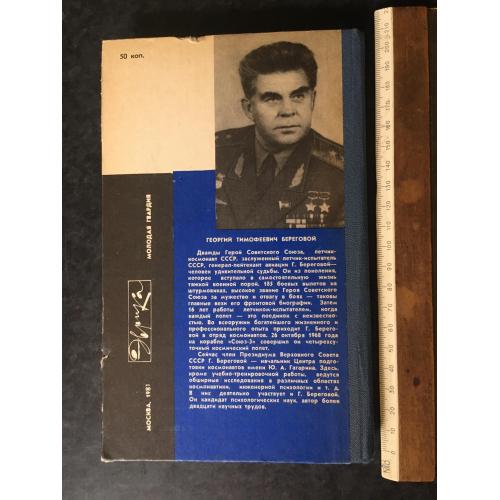 50 коп.
МОЛОДАЯ ГВАРДИЯ
Эврика
МОСКВА, 1981
ГЕОРГИЙ ТИМОФЕЕВИЧ БЕРЕГОВОЙ
Дважды Герой Советского Союза, летчик-
космонавт СССР, заслуженный летчик-испытатель
СССР, генерал-лейтенант авиации Г. Береговой—
человек удивительной судьбы. Он из поколения,
которое вступало в самостоятельную жизнь
тяжкой военной порой. 185 боевых вылетов на
штурмовиках, высокое звание Героя Советского
Союза за мужество и отвагу в боях — таковы
главные вехи его фронтовой биографии. Затем
16 лет работы летчиком-испытателем, когда
каждый полет — это поединок с неизвестно-
стью. Во всеоружии богатейшего жизненного и
профессионального опыта приходит Г. Берего-
вой в отряд космонавтов. 26 октября 1968 года
на корабле «Союз-3» совершил он четырехсу-
точный космический полет.
Сейчас член Президиума Верховного Совета
СССР Г. Береговой — начальник Центра подго-
товки космонавтов имени Ю. А. Гагарина. Здесь,
кроме учебно-тренировочной работы, ведутся
обширные исследования в различных областях
космонавтики, инженерной психологии и т. д.
В них деятельно участвует и Г. Береговой.
Он кандидат психологических наук, автор более
двадцати научных трудов.